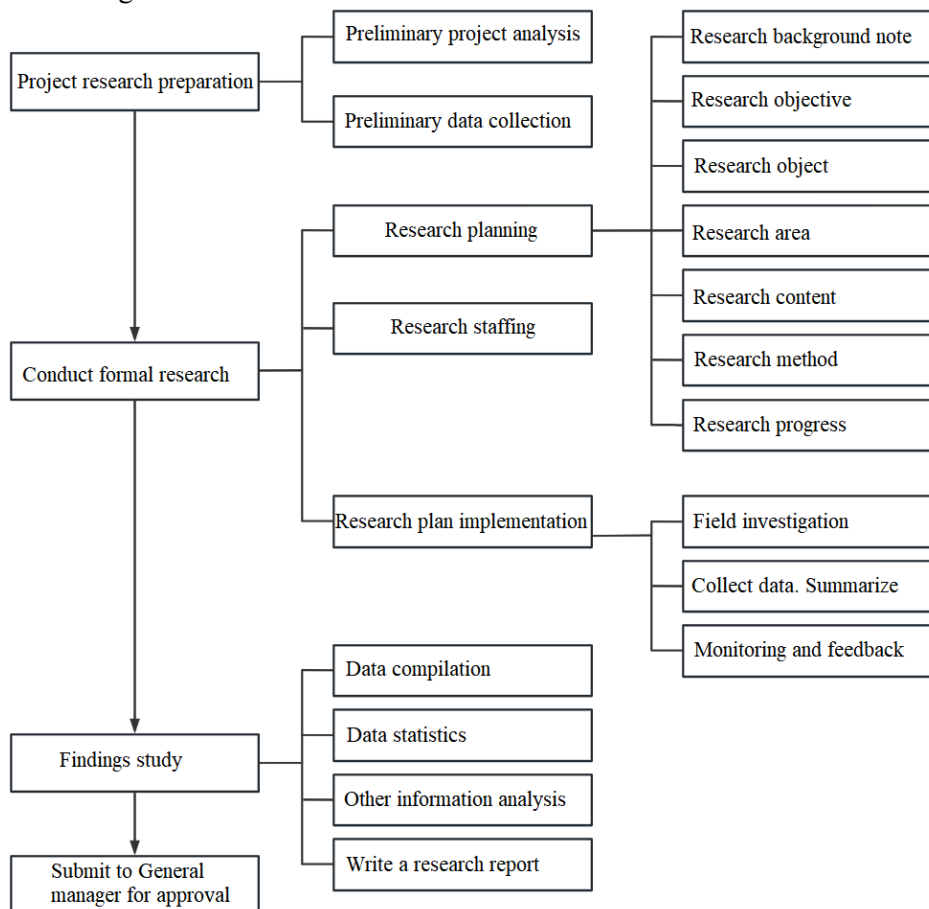 Project research preparation
Preliminary project analysis
Preliminary data collection
Conduct formal research
Research planning
Research background note
Research objective
Research object
Research area
Research content
Research method
Research progress
Research staffing
Research plan implementation
Field investigation
Collect data. Summarize
Monitoring and feedback
Findings study
Data compilation
Data statistics
Other information analysis
Write a research report
Submit to General
manager for approval